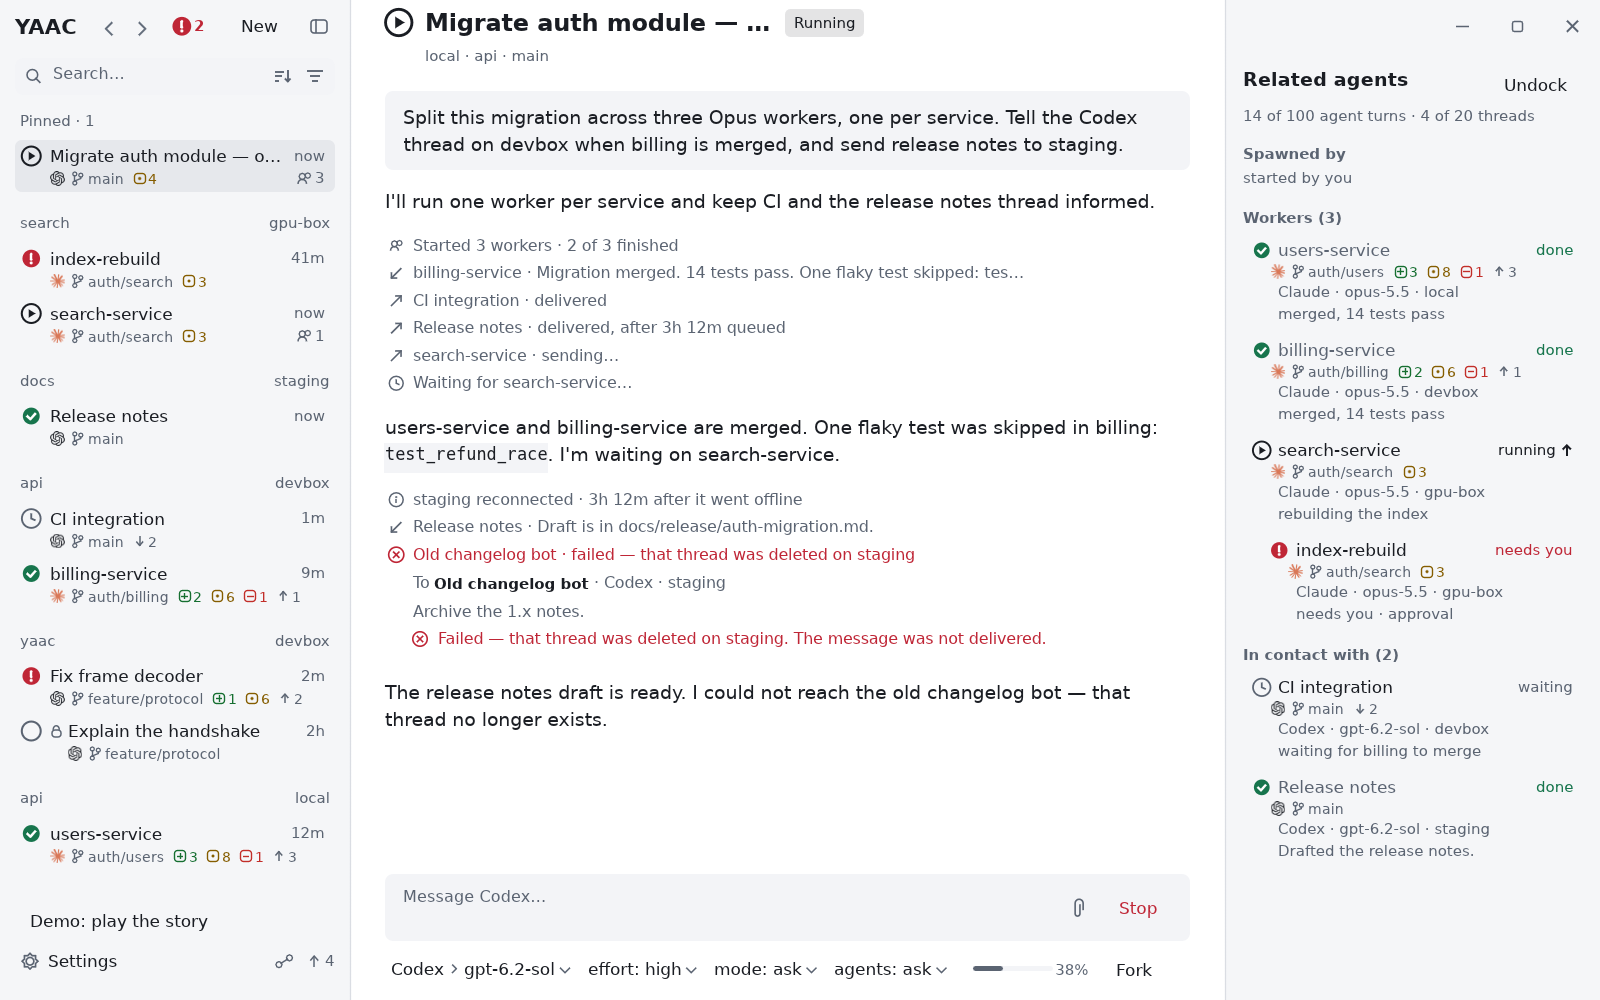 YAAC
2
New
Search...
Pinned · 1
Migrate auth module — o... now
main 4 3
search gpu-box
index-rebuild 41m
auth/search 3
search-service now
auth/search 3 1
docs staging
Release notes now
main
api devbox
CI integration 1m
main 2
billing-service 9m
auth/billing 2 6 1 1
yaac devbox
Fix frame decoder 2m
feature/protocol 1 6 2
Explain the handshake 2h
feature/protocol
api local
users-service 12m
auth/users 3 8 1 3
Demo: play the story
Settings 4
Migrate auth module — ... Running
local · api · main
Split this migration across three Opus workers, one per service. Tell the Codex
thread on devbox when billing is merged, and send release notes to staging.
I'll run one worker per service and keep CI and the release notes thread informed.
Started 3 workers · 2 of 3 finished
billing-service · Migration merged. 14 tests pass. One flaky test skipped: tes...
CI integration · delivered
Release notes · delivered, after 3h 12m queued
search-service · sending...
Waiting for search-service...
users-service and billing-service are merged. One flaky test was skipped in billing:
test_refund_race. I'm waiting on search-service.
staging reconnected · 3h 12m after it went offline
Release notes · Draft is in docs/release/auth-migration.md.
Old changelog bot · failed — that thread was deleted on staging
To Old changelog bot · Codex · staging
Archive the 1.x notes.
Failed — that thread was deleted on staging. The message was not delivered.
The release notes draft is ready. I could not reach the old changelog bot — that
thread no longer exists.
Message Codex...
Stop
Codex gpt-6.2-sol effort: high mode: ask agents: ask 38% Fork
Related agents
Undock
14 of 100 agent turns · 4 of 20 threads
Spawned by
started by you
Workers (3)
users-service done
auth/users 3 8 1 3
Claude · opus-5.5 · local
merged, 14 tests pass
billing-service done
auth/billing 2 6 1 1
Claude · opus-5.5 · devbox
merged, 14 tests pass
search-service running ↑
auth/search 3
Claude · opus-5.5 · gpu-box
rebuilding the index
index-rebuild needs you
auth/search 3
Claude · opus-5.5 · gpu-box
needs you · approval
In contact with (2)
CI integration waiting
main 2
Codex · gpt-6.2-sol · devbox
waiting for billing to merge
Release notes done
main
Codex · gpt-6.2-sol · staging
Drafted the release notes.